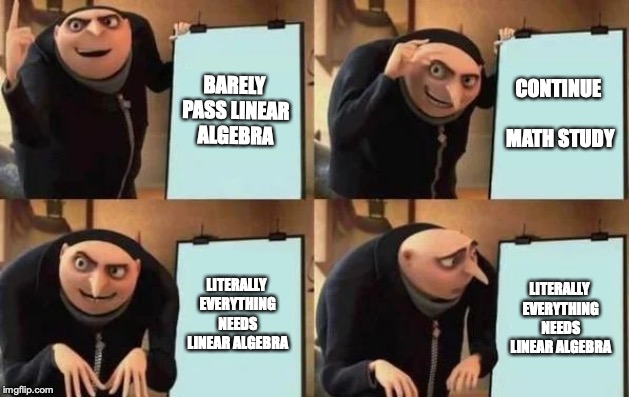 BARELY
PASS LINEAR
ALGEBRA
CONTINUE
MATH STUDY
LITERALLY
EVERYTHING
NEEDS
LINEAR ALGEBRA
LITERALLY
EVERYTHING
NEEDS
LINEAR ALGEBRA
imgflip.com